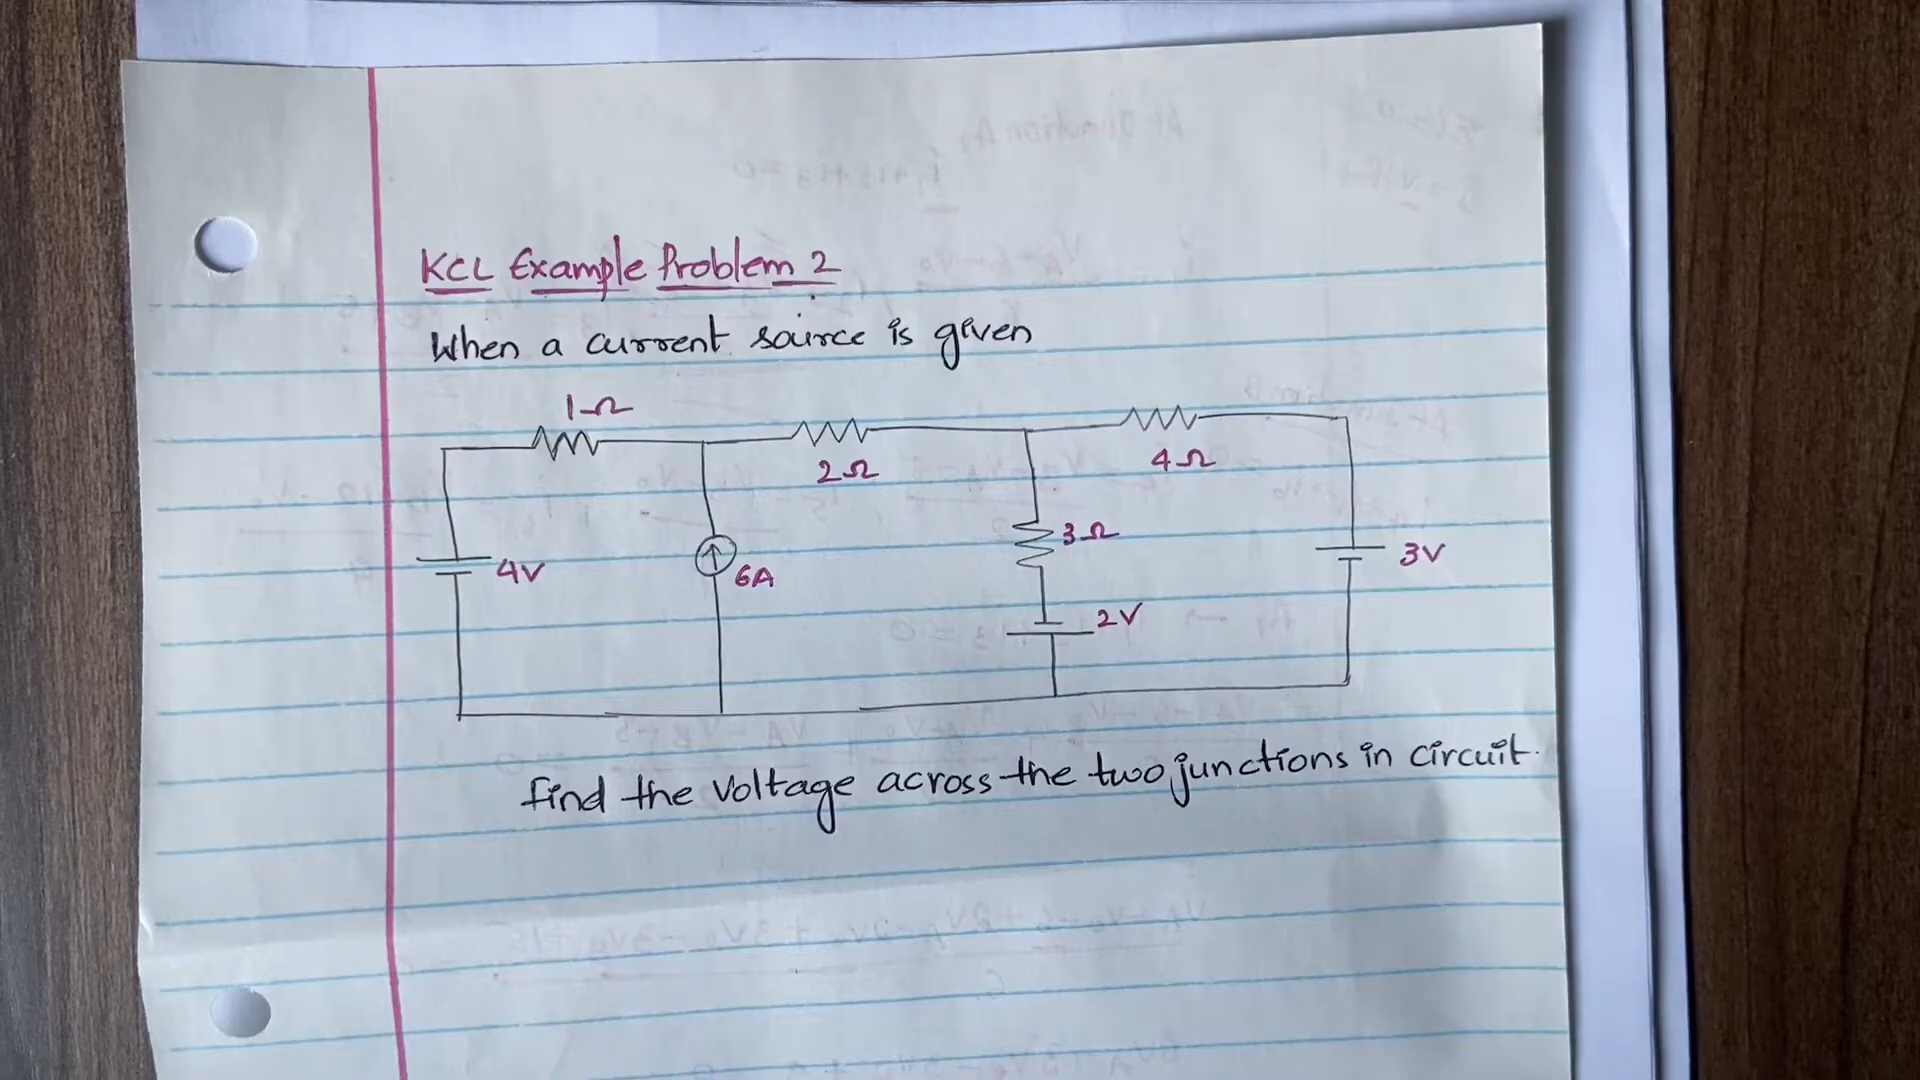 KCL Example Problem 2
When a current source is given
1Ω
2Ω
4Ω
3Ω
4V
6A
3V
2V
find the voltage across the two junctions in circuit.